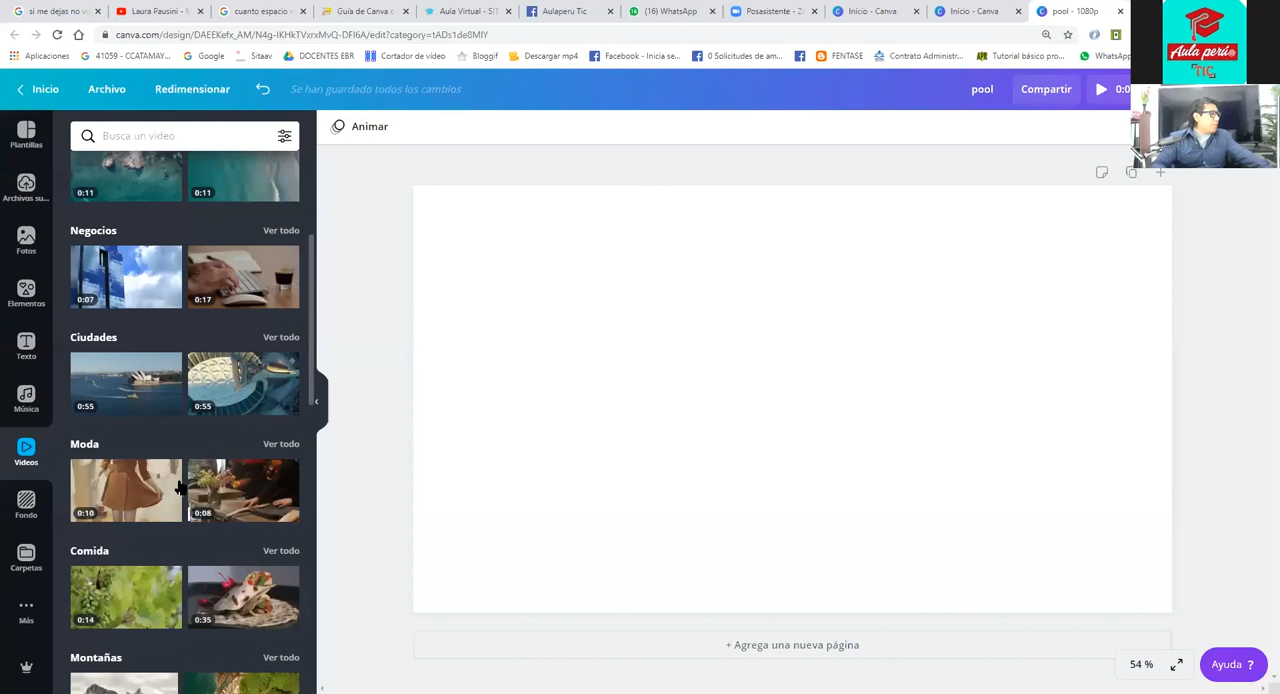 si me dejas no v
Laura Pausini - M
cuanto espacio
Guía de Canva c
Aula Virtual - SI
Aulaperu Tic
(16) WhatsApp
Posasistente - Zo
Inicio - Canva
Inicio - Canva
pool - 1080p
canva.com/design/DAEEKefx_AM/N4g-IKHkTVxrxMvQ-DFI6A/edit?category=tADs1de8MIY
Aplicaciones
41059 - CCATAMAY...
Google
Sitaav
DOCENTES EBR
Cortador de vídeo
Bloggif
Descargar mp4
Facebook - Inicia se...
0 Solicitudes de am...
FENTASE
Contrato Administr...
Tutorial básico pro...
WhatsApp
Aula perú
TIC
Inicio
Archivo
Redimensionar
Se han guardado todos los cambios
pool
Compartir
Plantillas
Archivos su...
Fotos
Elementos
Texto
Música
Videos
Fondo
Carpetas
Más
Busca un video
0:11
0:11
Negocios
Ver todo
0:07
0:17
Ciudades
Ver todo
0:55
0:55
Moda
Ver todo
0:10
0:08
Comida
Ver todo
0:14
0:35
Montañas
Ver todo
Animar
+ Agrega una nueva página
54 %
Ayuda ?